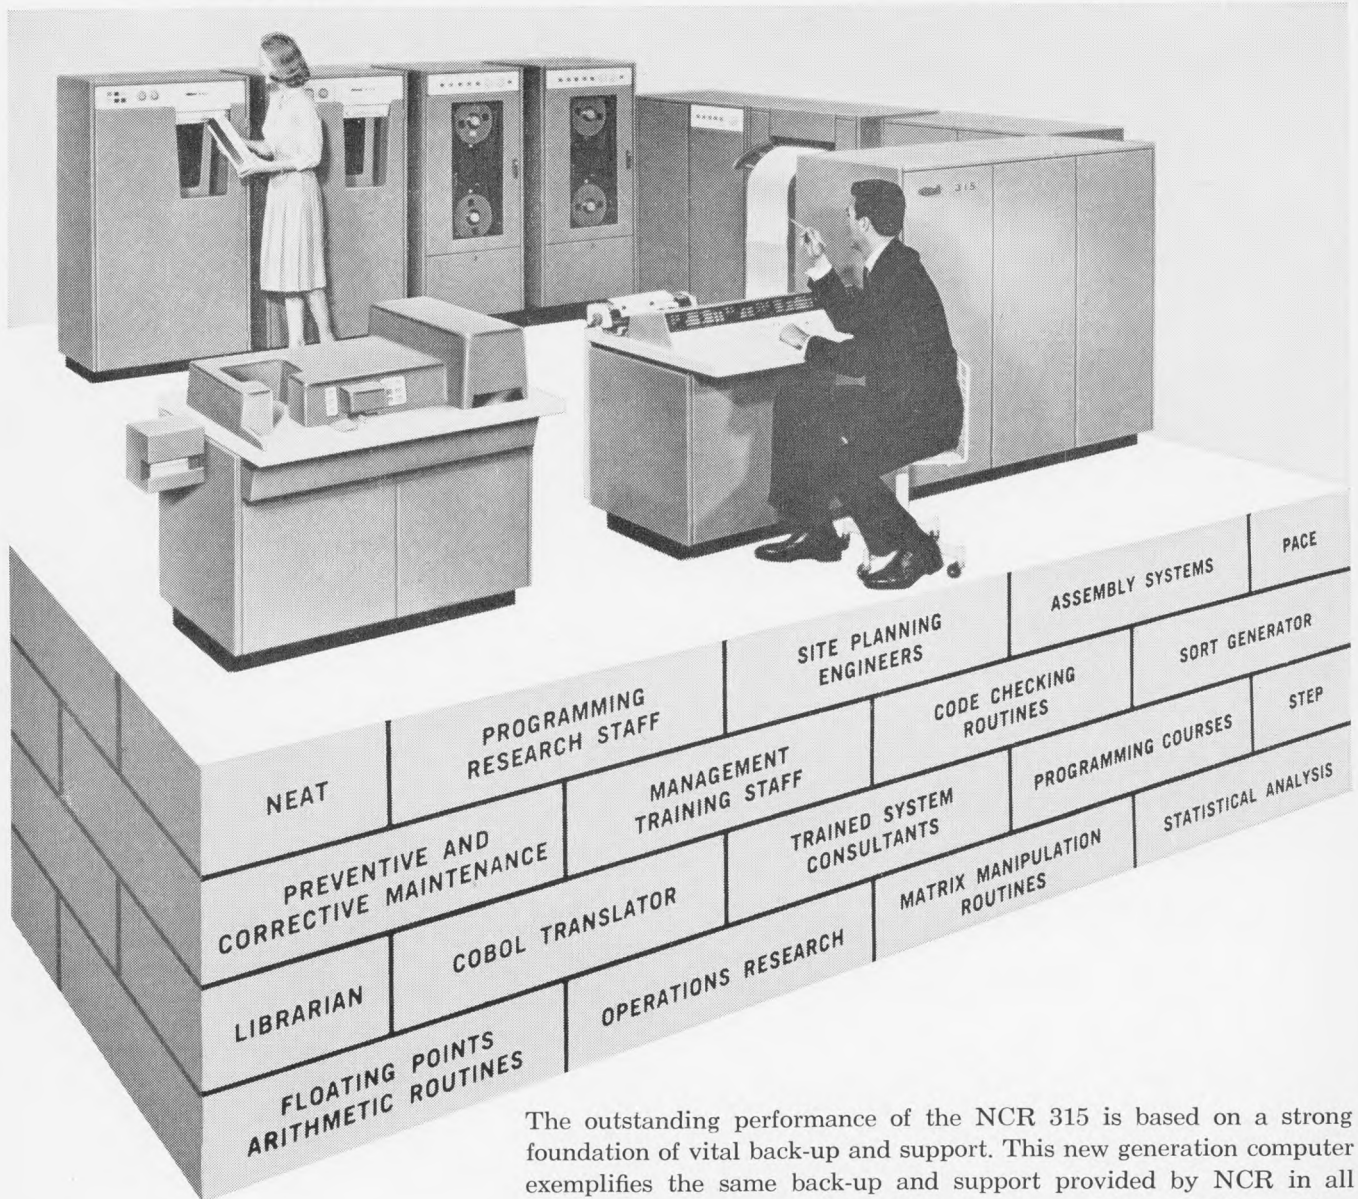 315
NEAT
PROGRAMMING
RESEARCH STAFF
SITE PLANNING
ENGINEERS
ASSEMBLY SYSTEMS
PACE
PREVENTIVE AND
CORRECTIVE MAINTENANCE
MANAGEMENT
TRAINING STAFF
CODE CHECKING
ROUTINES
SORT GENERATOR
LIBRARIAN
COBOL TRANSLATOR
TRAINED SYSTEM
CONSULTANTS
PROGRAMMING COURSES
STEP
FLOATING POINTS
ARITHMETIC ROUTINES
OPERATIONS RESEARCH
MATRIX MANIPULATION
ROUTINES
STATISTICAL ANALYSIS
The outstanding performance of the NCR 315 is based on a strong
foundation of vital back-up and support. This new generation computer
exemplifies the same back-up and support provided by NCR in all